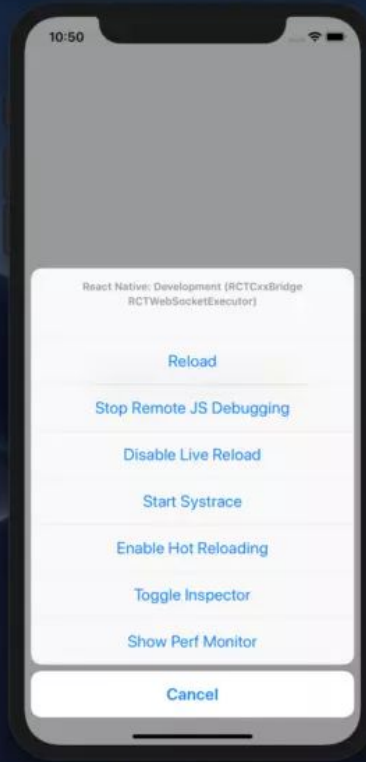 10:50
React Native: Development (RCTCxxBridge
RCTWebSocketExecutor)
Reload
Stop Remote JS Debugging
Disable Live Reload
Start Systrace
Enable Hot Reloading
Toggle Inspector
Show Perf Monitor
Cancel